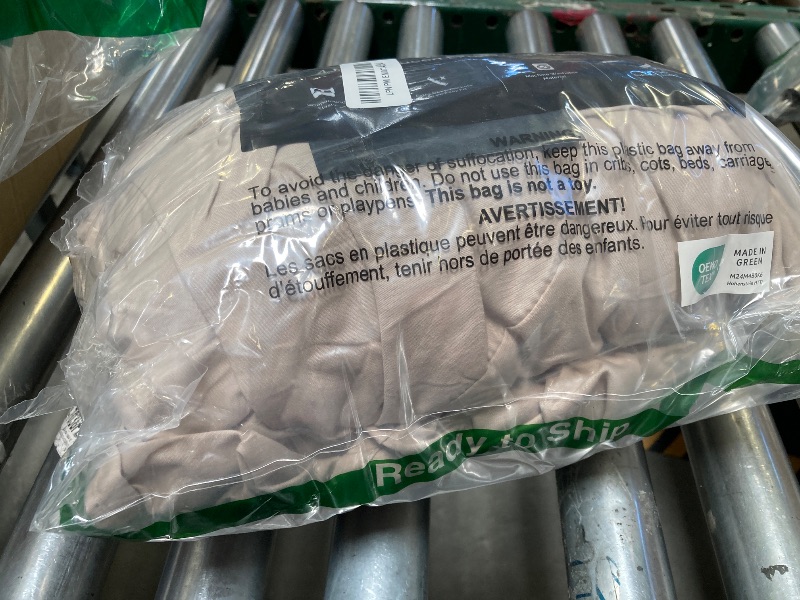 WARNING
To avoid the danger of suffocation, keep this plastic bag away from
babies and children. Do not use this bag in cribs, cots, beds, carriage
prams or playpens. This bag is not a toy.
AVERTISSEMENT!
Les sacs en plastique peuvent être dangereux. Pour éviter tout risque
d'étouffement, tenir hors de portée des enfants.
OEKO
MADE IN
GREEN
Ready to Ship